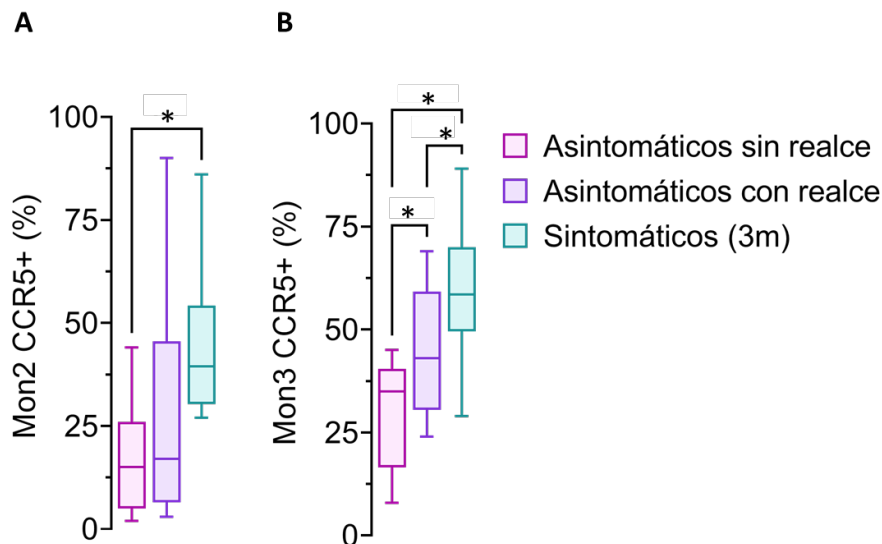 A
B
*
*
*
*
100
75
50
25
0
Mon2 CCR5+ (%)
100
75
50
25
0
Mon3 CCR5+ (%)
Asintomáticos sin realce
Asintomáticos con realce
Sintomáticos (3m)